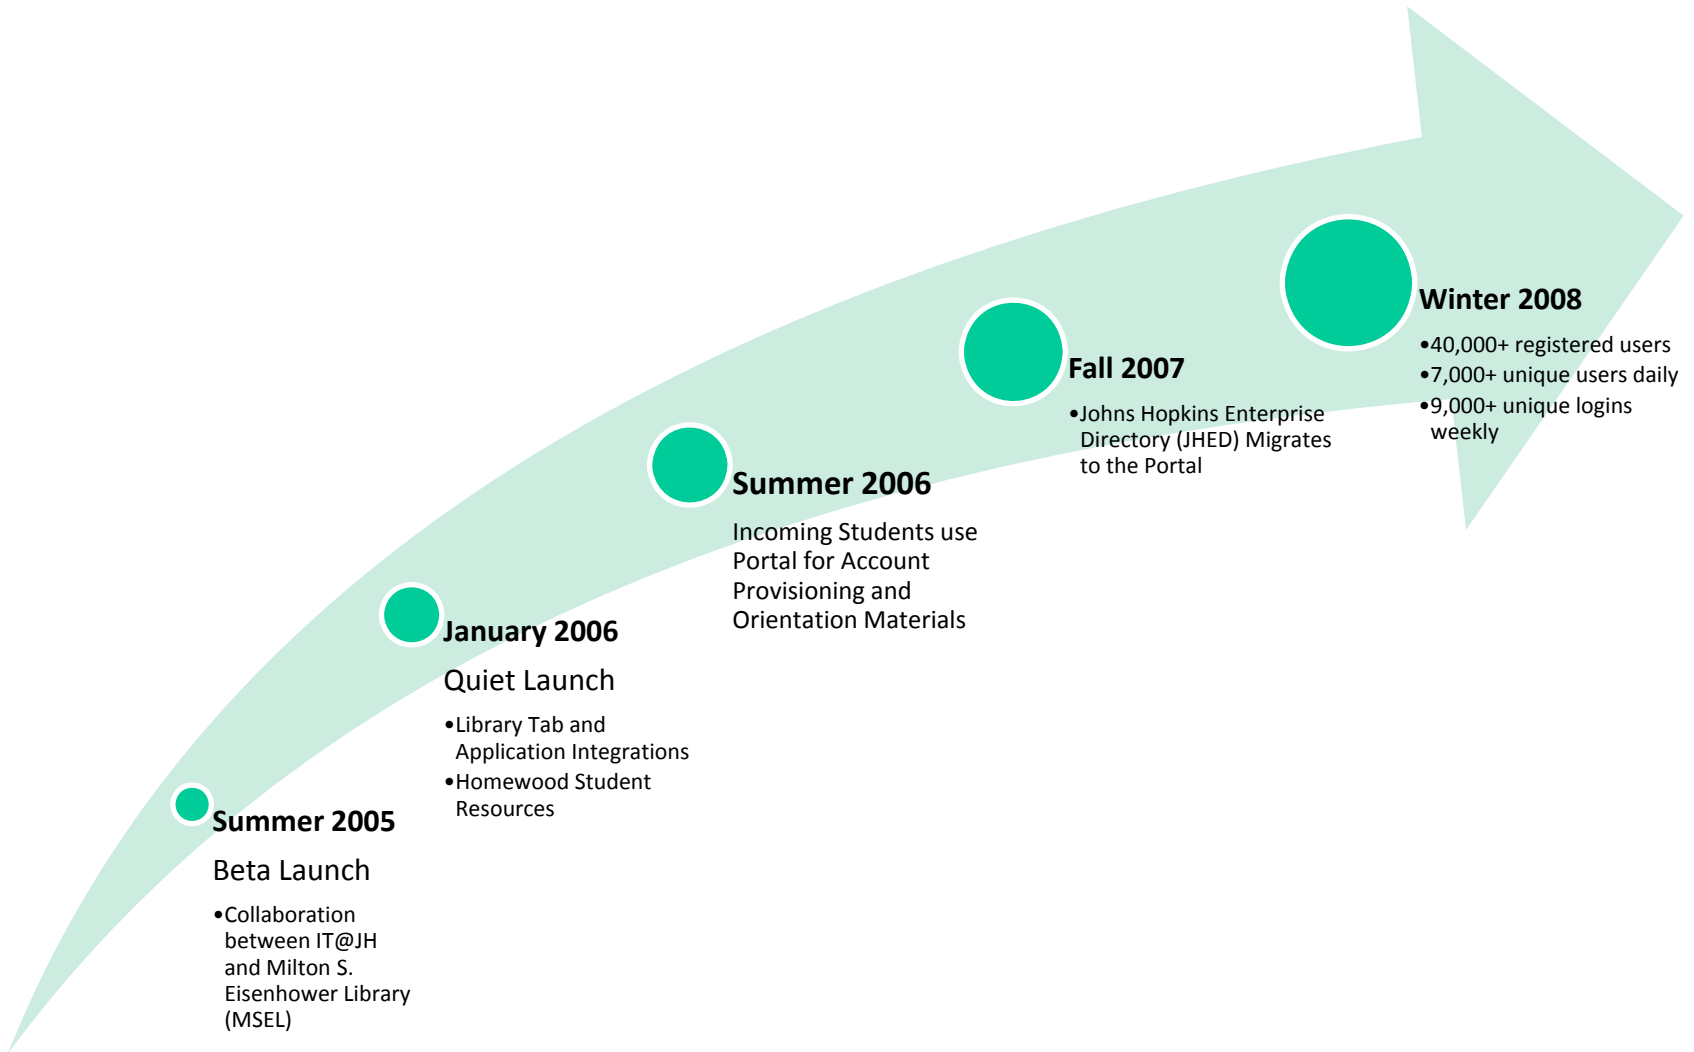 Summer 2005
Beta Launch
•Collaboration
between IT@JH
and Milton S.
Eisenhower Library
(MSEL)
January 2006
Quiet Launch
•Library Tab and
Application Integrations
•Homewood Student
Resources
Summer 2006
Incoming Students use
Portal for Account
Provisioning and
Orientation Materials
Fall 2007
•Johns Hopkins Enterprise
Directory (JHED) Migrates
to the Portal
Winter 2008
•40,000+ registered users
•7,000+ unique users daily
•9,000+ unique logins
weekly